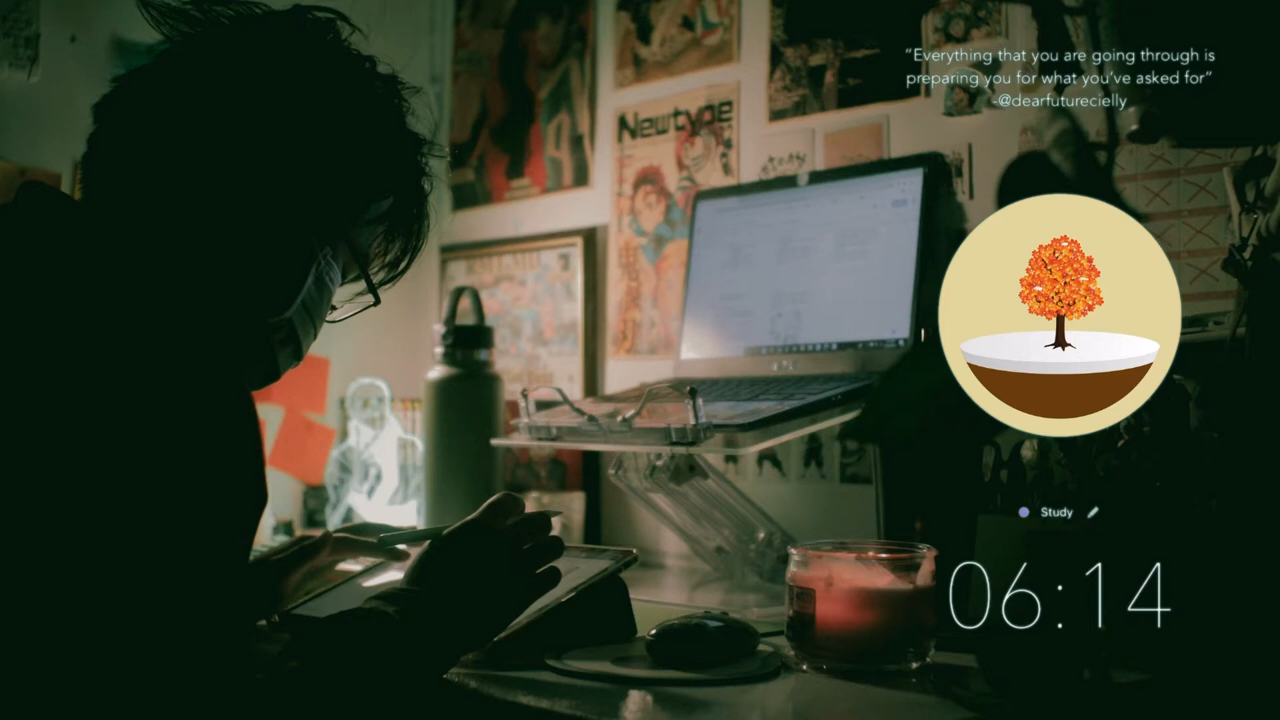 "Everything that you are going through is
preparing you for what you've asked for"
-@dearfuturecielly
Newtype
Study
06:14